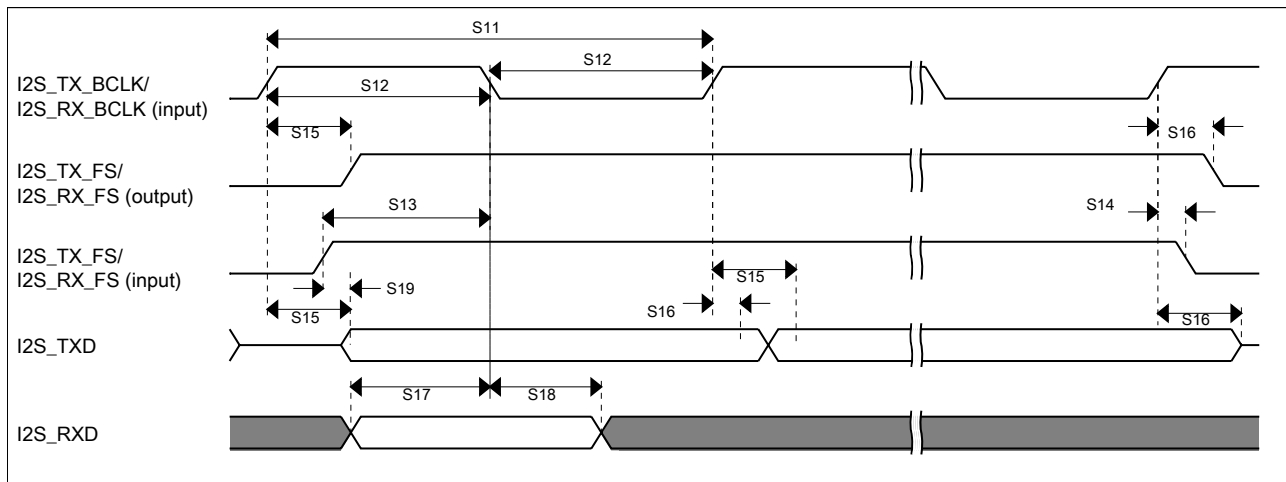 S11
I2S_TX_BCLK/
I2S_RX_BCLK (input)
S12
S12
S15
S16
I2S_TX_FS/
I2S_RX_FS (output)
S13
S14
I2S_TX_FS/
I2S_RX_FS (input)
S15
S19
S15
S16
S16
I2S_TXD
S17
S18
I2S_RXD